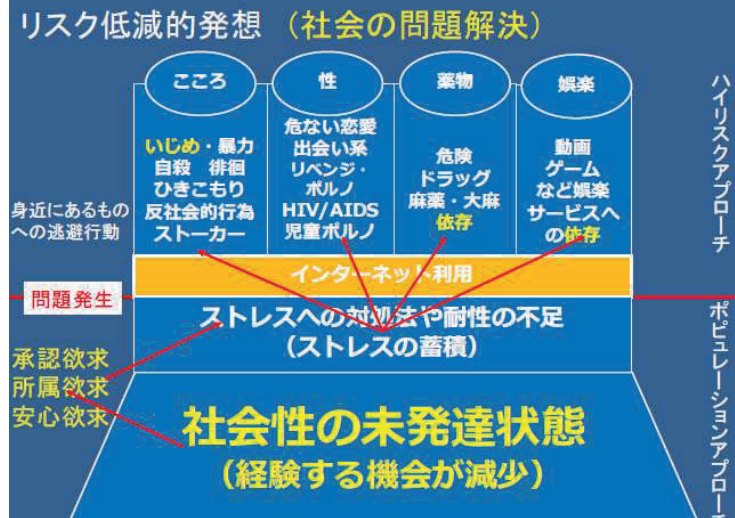 リスク低減的発想 (社会の問題解決)
こころ
性
薬物
娯楽
いじめ・暴力
自殺 徘徊
ひきこもり
反社会的行為
ストーカー
危ない恋愛
出会い系
リベンジ・
ポルノ
HIV/AIDS
児童ポルノ
危険
ドラッグ
麻薬・大麻
依存
動画
ゲーム
など娯楽
サービスへ
の依存
身近にあるもの
への逃避行動
ハイリスクアプローチ
インターネット利用
問題発生
ストレスへの対処法や耐性の不足
(ストレスの蓄積)
承認欲求
所属欲求
安心欲求
社会性の未発達状態
(経験する機会が減少)
ポピュレーションアプローチ